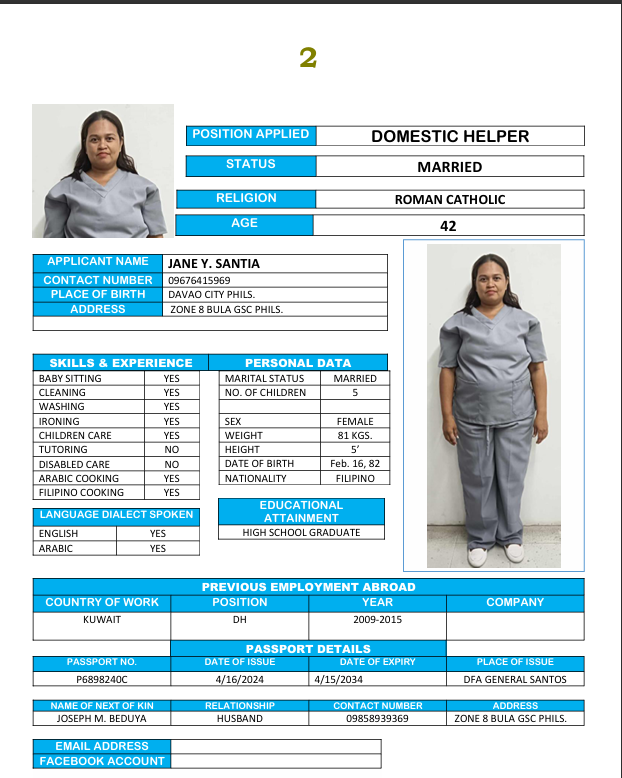 2
POSITION APPLIED DOMESTIC HELPER
STATUS MARRIED
RELIGION ROMAN CATHOLIC
AGE 42
APPLICANT NAME JANE Y. SANTIA
CONTACT NUMBER 09676415969
PLACE OF BIRTH DAVAO CITY PHILS.
ADDRESS ZONE 8 BULA GSC PHILS.
SKILLS & EXPERIENCE PERSONAL DATA
BABY SITTING YES MARITAL STATUS MARRIED
CLEANING YES NO. OF CHILDREN 5
WASHING YES
IRONING YES SEX FEMALE
CHILDREN CARE YES WEIGHT 81 KGS.
TUTORING NO HEIGHT 5’
DISABLED CARE NO DATE OF BIRTH Feb. 16, 82
ARABIC COOKING YES NATIONALITY FILIPINO
FILIPINO COOKING YES
EDUCATIONAL
ATTAINMENT
HIGH SCHOOL GRADUATE
LANGUAGE DIALECT SPOKEN
ENGLISH YES
ARABIC YES
PREVIOUS EMPLOYMENT ABROAD
COUNTRY OF WORK POSITION YEAR COMPANY
KUWAIT DH 2009-2015
PASSPORT DETAILS
PASSPORT NO. DATE OF ISSUE DATE OF EXPIRY PLACE OF ISSUE
P6898240C 4/16/2024 4/15/2034 DFA GENERAL SANTOS
NAME OF NEXT OF KIN RELATIONSHIP CONTACT NUMBER ADDRESS
JOSEPH M. BEDUYA HUSBAND 09858939369 ZONE 8 BULA GSC PHILS.
EMAIL ADDRESS
FACEBOOK ACCOUNT